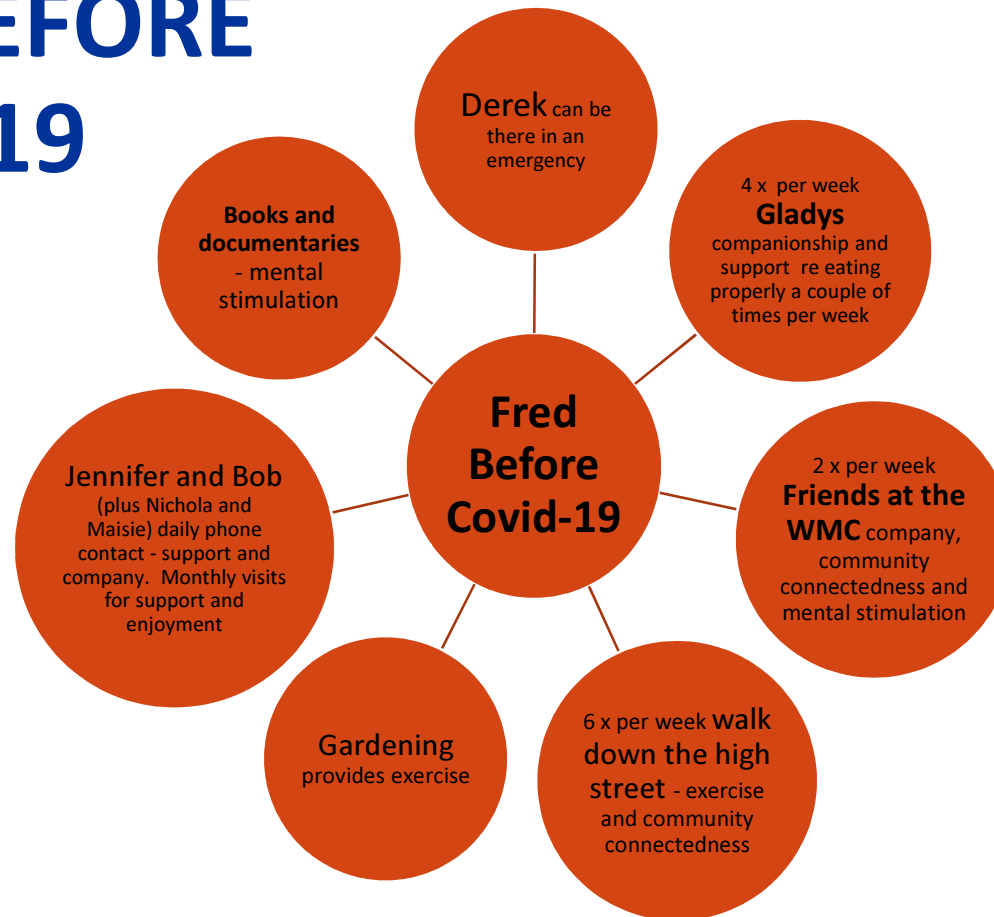 EFORE
19
Derek can be
there in an
emergency
4 x per week
Gladys
companionship and
support re eating
properly a couple of
times per week
2 x per week
Friends at the
WMC company,
community
connectedness and
mental stimulation
6 x per week walk
down the high
street - exercise
and community
connectedness
Gardening
provides exercise
Jennifer and Bob
(plus Nichola and
Maisie) daily phone
contact - support and
company. Monthly visits
for support and
enjoyment
Books and
documentaries
- mental
stimulation
Fred
Before
Covid-19